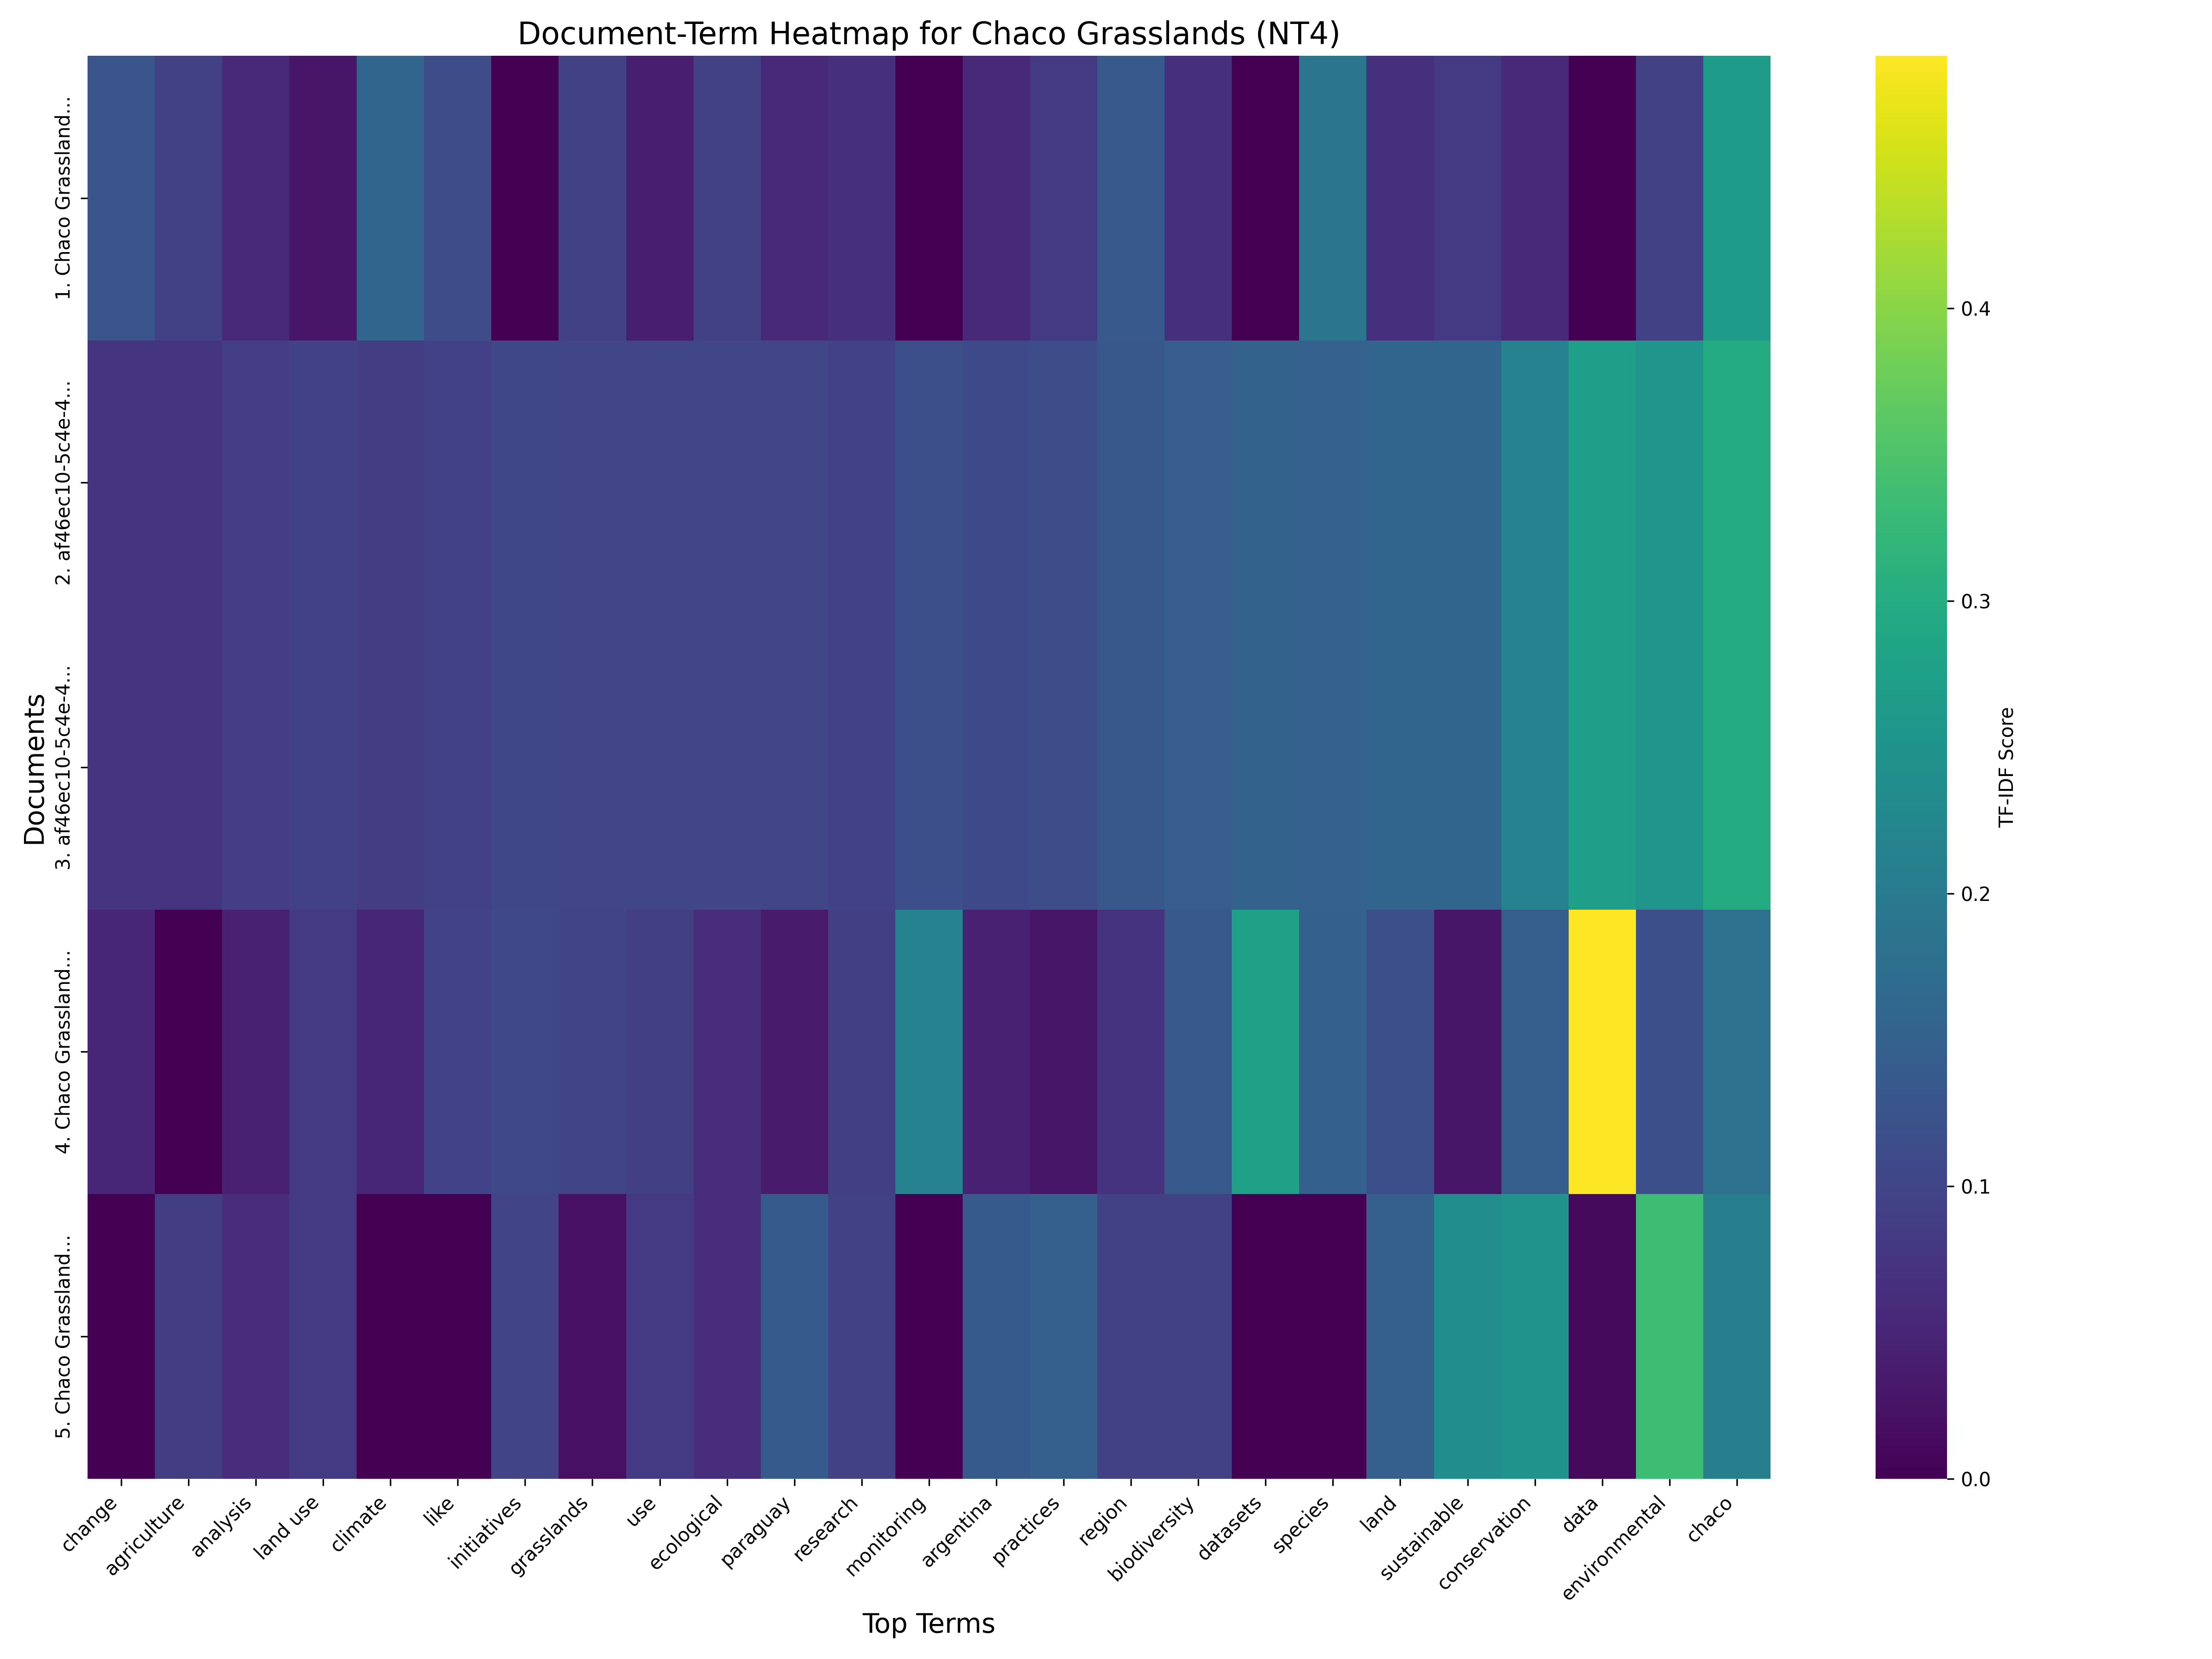 Document-Term Heatmap for Chaco Grasslands (NT4)
Documents
1. Chaco Grassland...
2. af46ec10-5c4e-4...
3. af46ec10-5c4e-4...
4. Chaco Grassland...
5. Chaco Grassland...
change
agriculture
analysis
land use
climate
like
initiatives
grasslands
use
ecological
paraguay
research
monitoring
argentina
practices
region
biodiversity
datasets
species
land
sustainable
conservation
data
environmental
chaco
Top Terms
0.4
0.3
0.2
0.1
0.0
TF-IDF Score